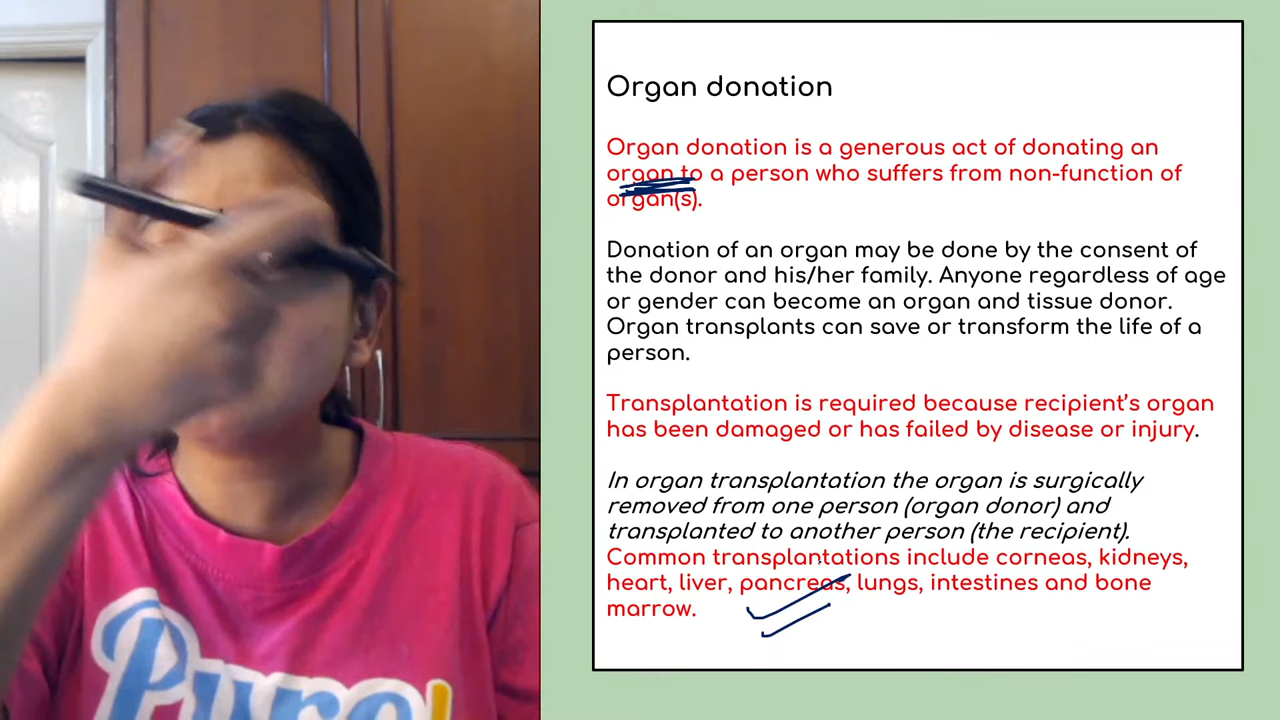 Organ donation
Organ donation is a generous act of donating an
organ to a person who suffers from non-function of
organ(s).
Donation of an organ may be done by the consent of
the donor and his/her family. Anyone regardless of age
or gender can become an organ and tissue donor.
Organ transplants can save or transform the life of a
person.
Transplantation is required because recipient's organ
has been damaged or has failed by disease or injury.
In organ transplantation the organ is surgically
removed from one person (organ donor) and
transplanted to another person (the recipient).
Common transplantations include corneas, kidneys,
heart, liver, pancreas, lungs, intestines and bone
marrow.
Pure!